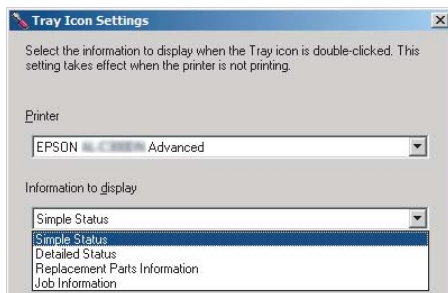 Tray Icon Settings
Select the information to display when the Tray icon is double-clicked. This
setting takes effect when the printer is not printing.
Printer
EPSON Advanced
Information to display
Simple Status
Simple Status
Detailed Status
Replacement Parts Information
Job Information